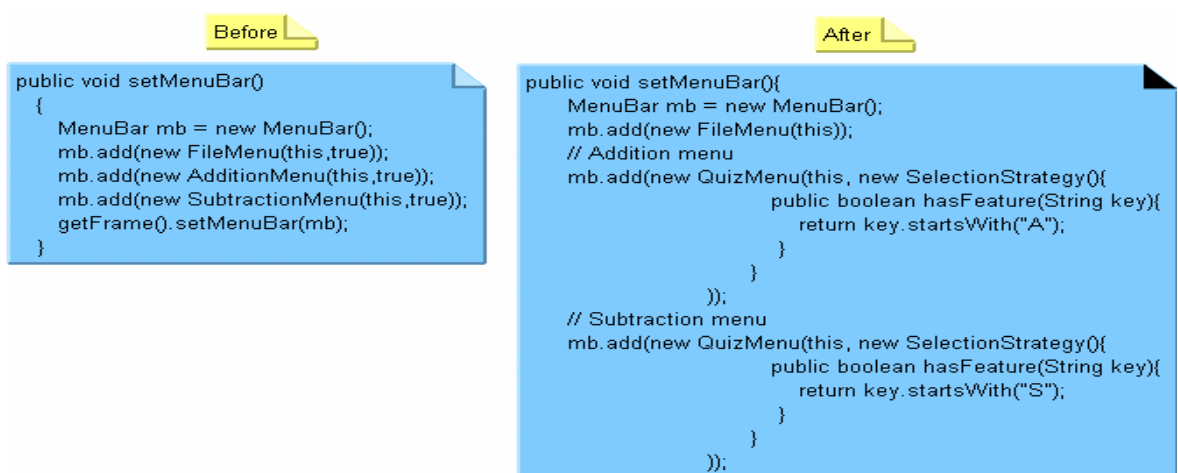 Before
public void setMenuBar()
{
MenuBar mb = new MenuBar();
mb.add(new FileMenu(this,true));
mb.add(new AdditionMenu(this,true));
mb.add(new SubtractionMenu(this,true));
getFrame().setMenuBar(mb);
}
After
public void setMenuBar(){
MenuBar mb = new MenuBar();
mb.add(new FileMenu(this));
// Addition menu
mb.add(new QuizMenu(this, new SelectionStrategy(){
public boolean hasFeature(String key){
return key.startsWith("A");
}
}
));
// Subtraction menu
mb.add(new QuizMenu(this, new SelectionStrategy(){
public boolean hasFeature(String key){
return key.startsWith("S");
}
}
));